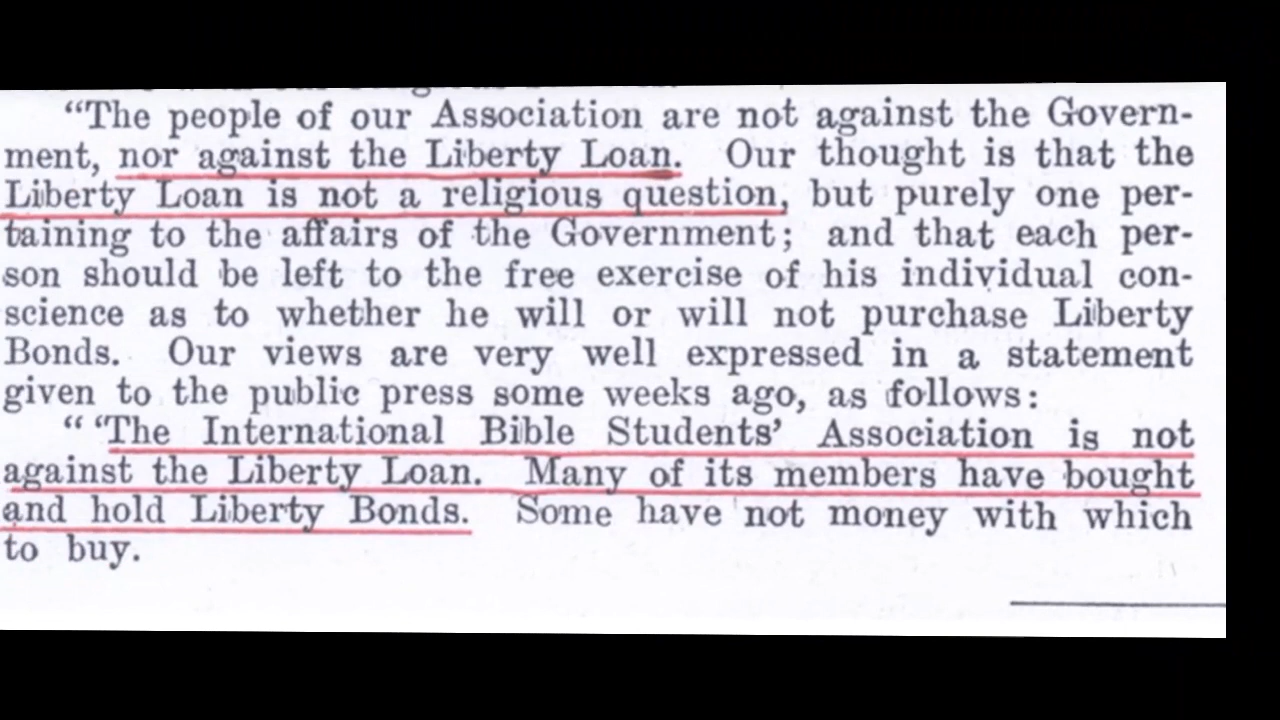 “The people of our Association are not against the Govern-
ment, nor against the Liberty Loan. Our thought is that the
Liberty Loan is not a religious question, but purely one per-
taining to the affairs of the Government; and that each per-
son should be left to the free exercise of his individual con-
science as to whether he will or will not purchase Liberty
Bonds. Our views are very well expressed in a statement
given to the public press some weeks ago, as follows:
“ ‘The International Bible Students’ Association is not
against the Liberty Loan. Many of its members have bought
and hold Liberty Bonds. Some have not money with which
to buy.